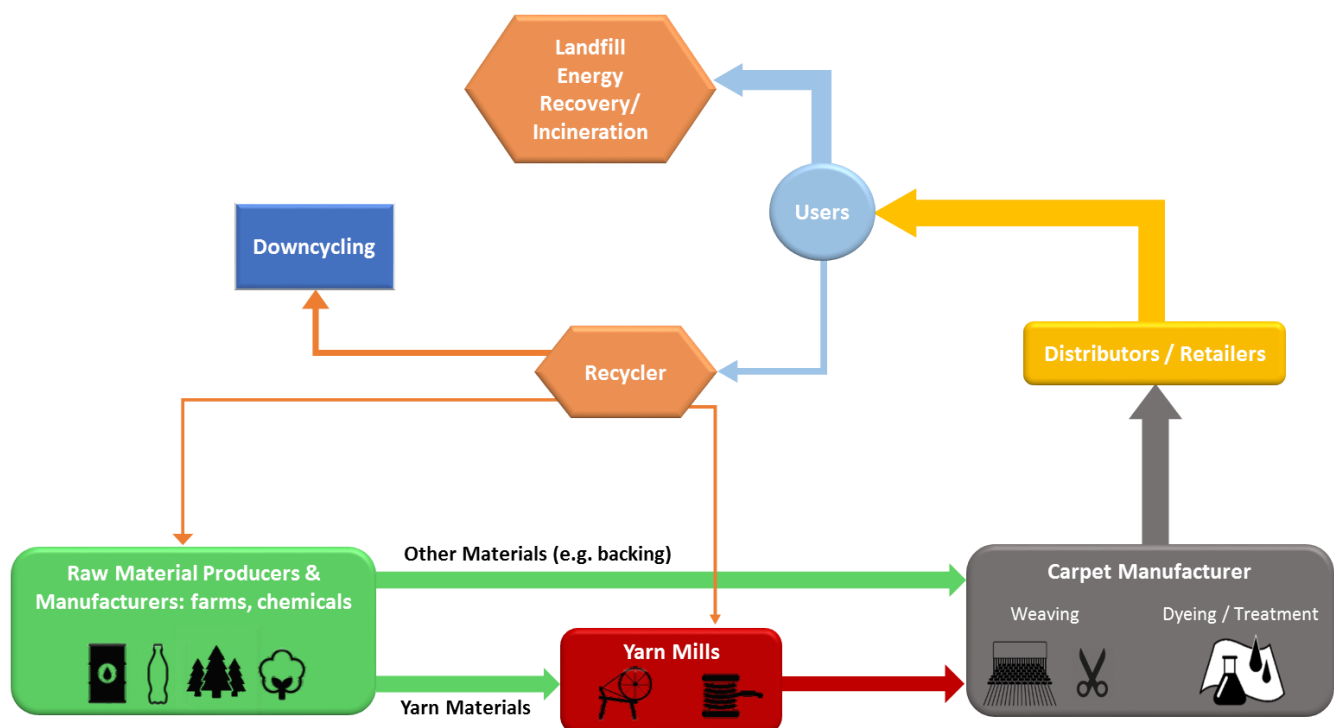 Landfill
Energy
Recovery/
Incineration
Users
Downcycling
Distributors / Retailers
Recycler
Other Materials (e.g. backing)
Raw Material Producers &
Manufacturers: farms, chemicals
Carpet Manufacturer
Weaving
Dyeing / Treatment
Yarn Mills
Yarn Materials